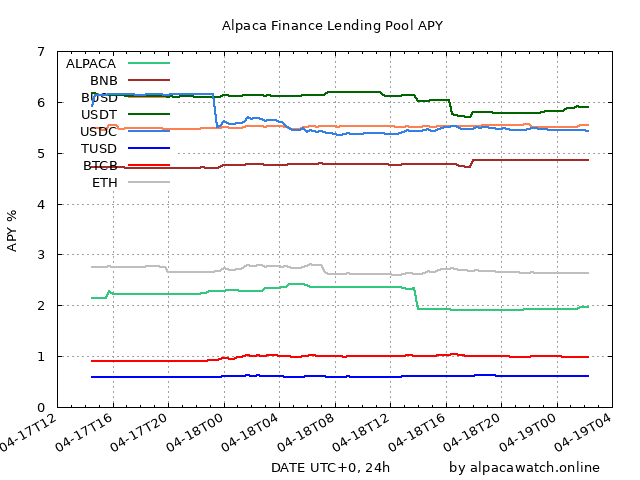 Alpaca Finance Lending Pool APY
7
6
5
4
3
2
1
0
APY %
ALPACA
BNB
BUSD
USDT
USDC
TUSD
BTCB
ETH
04-17T12
04-17T16
04-17T20
04-18T00
04-18T04
04-18T08
04-18T12
04-18T16
04-18T20
04-19T00
04-19T04
DATE UTC+0, 24h
by alpacawatch.online